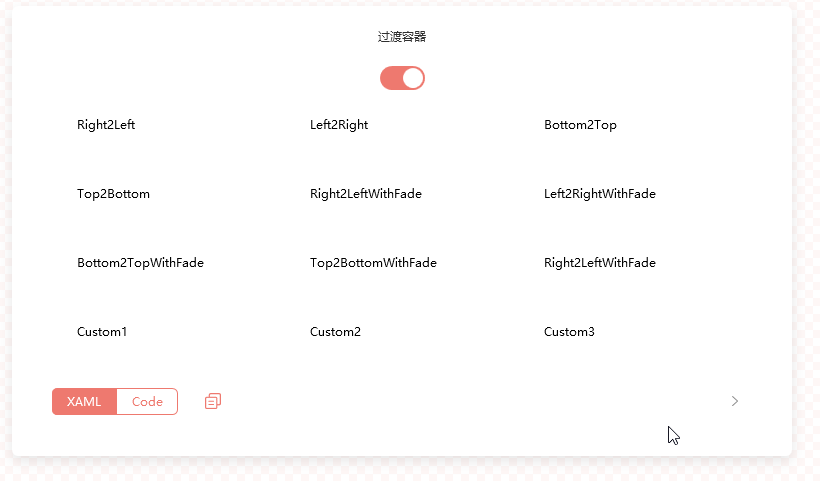 过渡容器
Right2Left Left2Right Bottom2Top
Top2Bottom Right2LeftWithFade Left2RightWithFade
Bottom2TopWithFade Top2BottomWithFade Right2LeftWithFade
Custom1 Custom2 Custom3
XAML Code